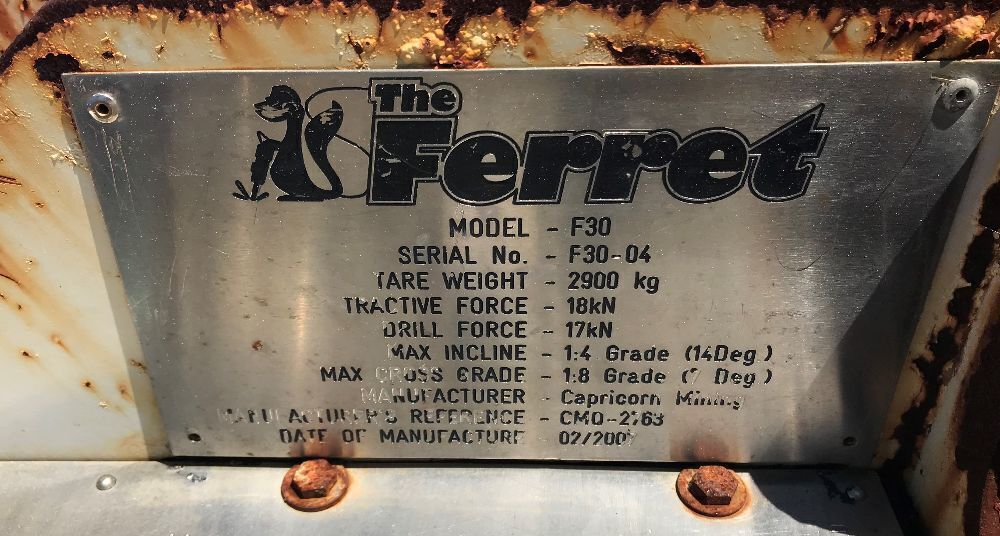 The
Ferret
MODEL - F30
SERIAL No. - F30-04
TARE WEIGHT - 2900 kg
TRACTIVE FORCE - 18kN
DRILL FORCE - 17kN
MAX INCLINE - 1:4 Grade (14Deg.)
MAX CROSS GRADE - 1:8 Grade (7 Deg)
MANUFACTURER - Capricorn Mining
MANUFACTURER'S REFERENCE -
DATE OF MANUFACTURE